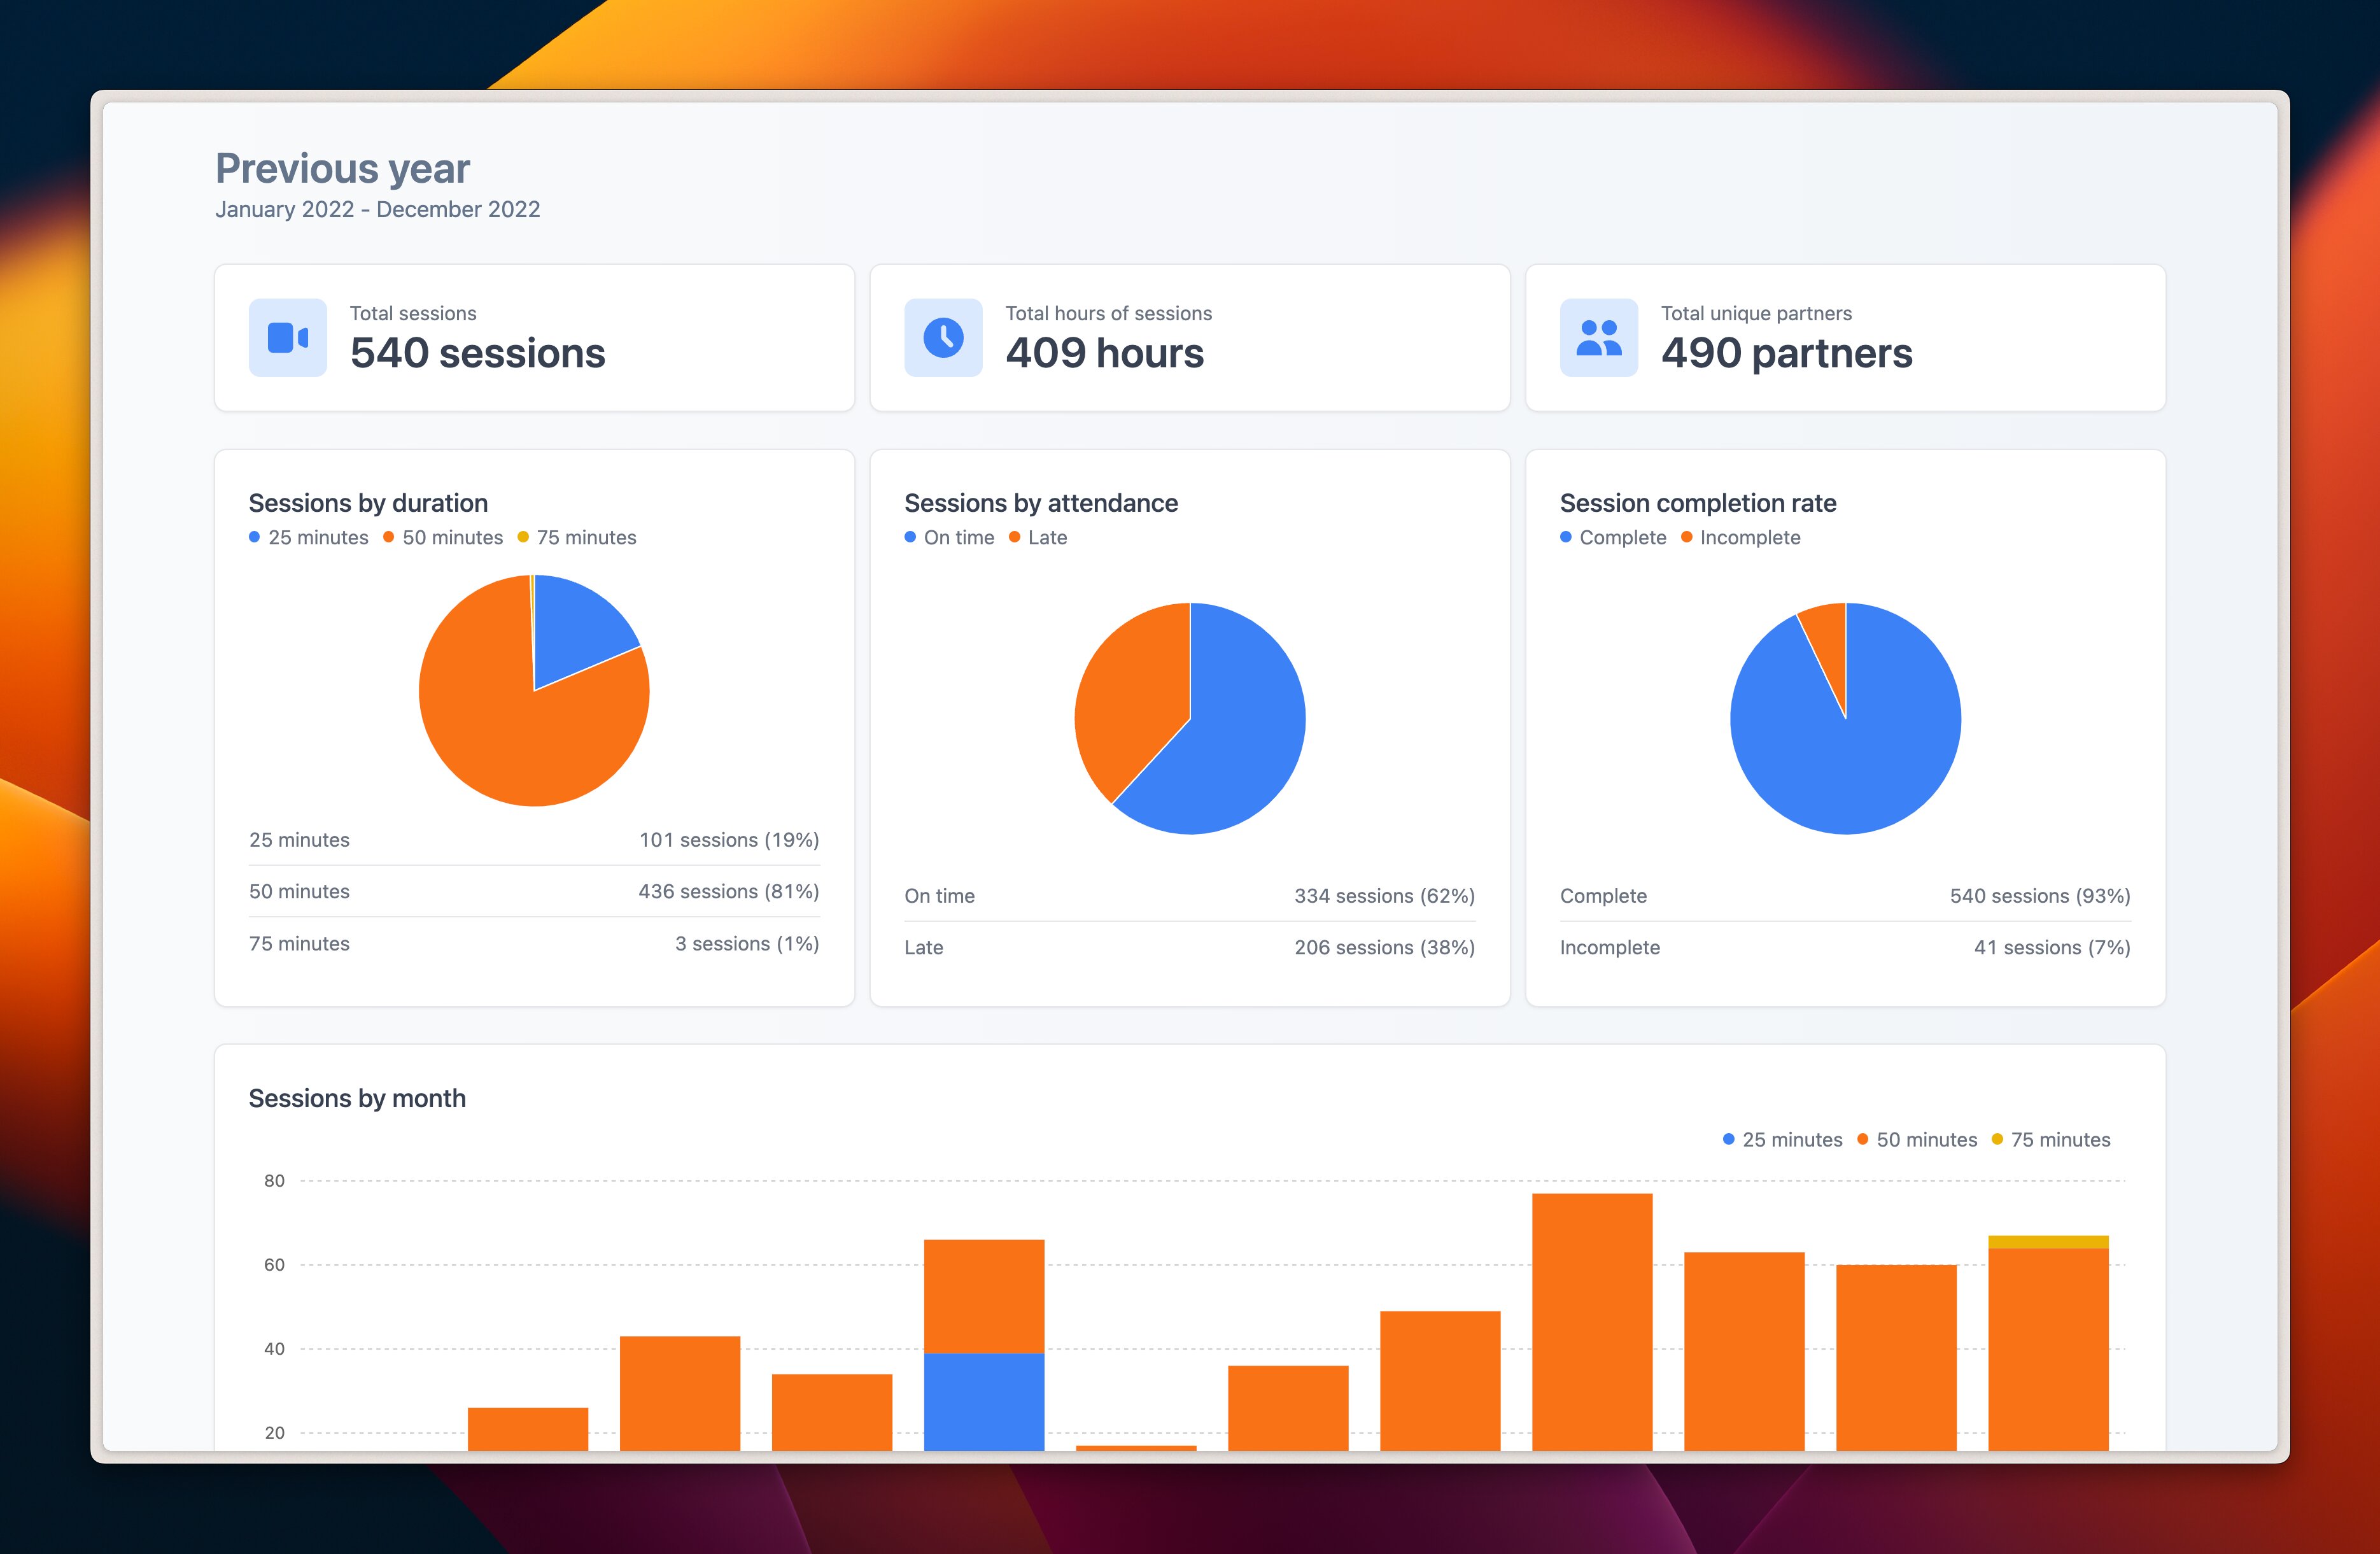 Previous year
January 2022 - December 2022
Total sessions
540 sessions
Total hours of sessions
409 hours
Total unique partners
490 partners
Sessions by duration
25 minutes 50 minutes 75 minutes
25 minutes 101 sessions (19%)
50 minutes 436 sessions (81%)
75 minutes 3 sessions (1%)
Sessions by attendance
On time Late
On time 334 sessions (62%)
Late 206 sessions (38%)
Session completion rate
Complete Incomplete
Complete 540 sessions (93%)
Incomplete 41 sessions (7%)
Sessions by month
25 minutes 50 minutes 75 minutes
80
60
40
20